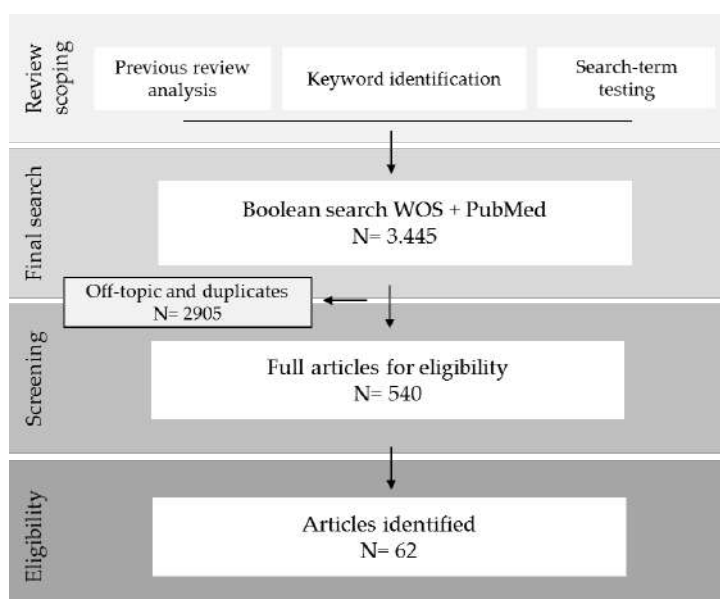 Review
scoping
Previous review
analysis
Keyword identification
Search-term
testing
Final search
Boolean search WOS + PubMed
N= 3.445
Off-topic and duplicates
N= 2905
Screening
Full articles for eligibility
N= 540
Eligibility
Articles identified
N= 62